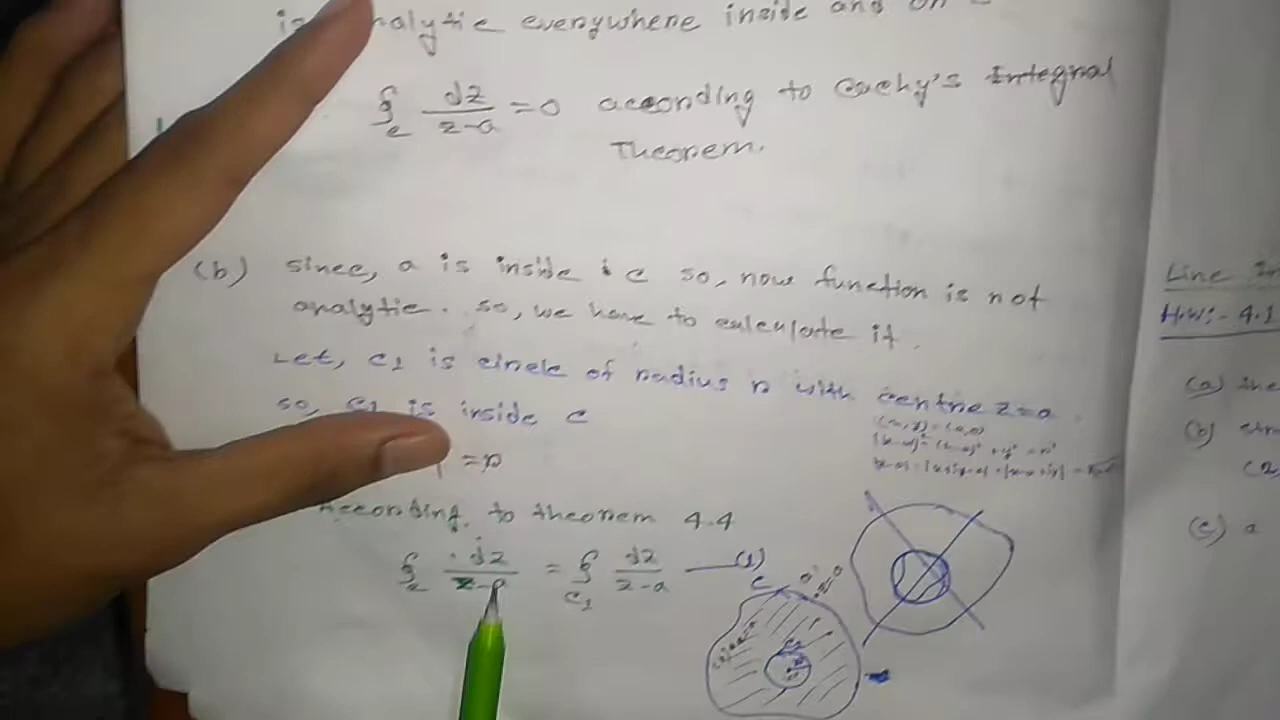 analytic everywhere inside and on
∮c dz/z-a = 0 according to Cauchy's Integral
Theorem.
(b) since, a is inside c so, now function is not
analytic. so, we have to calculate it.
Let, c1 is circle of radius r with centre z=a
so, c1 is inside c
= r
According to theorem 4.4
∮c dz/z-a = ∮c1 dz/z-a —(1)
c
Line
H.W:- 4.1
(a) the
(b)
(2,
(c) a